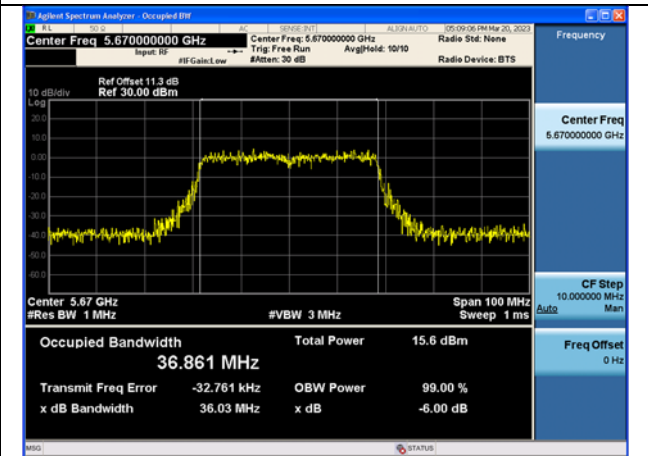 Agilent Spectrum Analyzer - Occupied BW
RL 50 Ω AC SENSE:INT ALIGN AUTO 05:09:06 PM Mar 20, 2023
Center Freq 5.670000000 GHz
Input: RF
#IFGain:Low
Center Freq: 5.670000000 GHz
Trig: Free Run Avg|Hold: 10/10
#Atten: 30 dB
Radio Std: None
Radio Device: BTS
Frequency
Ref Offset 11.3 dB
10 dB/div Ref 30.00 dBm
Log
20.0
10.0
0.00
-10.0
-20.0
-30.0
-40.0
-50.0
-60.0
Center Freq
5.670000000 GHz
Center 5.67 GHz Span 100 MHz
#Res BW 1 MHz #VBW 3 MHz Sweep 1 ms
CF Step
10.000000 MHz
Auto Man
Occupied Bandwidth Total Power 15.6 dBm
36.861 MHz
Transmit Freq Error -32.761 kHz OBW Power 99.00 %
x dB Bandwidth 36.03 MHz x dB -6.00 dB
Freq Offset
0 Hz
MSG STATUS